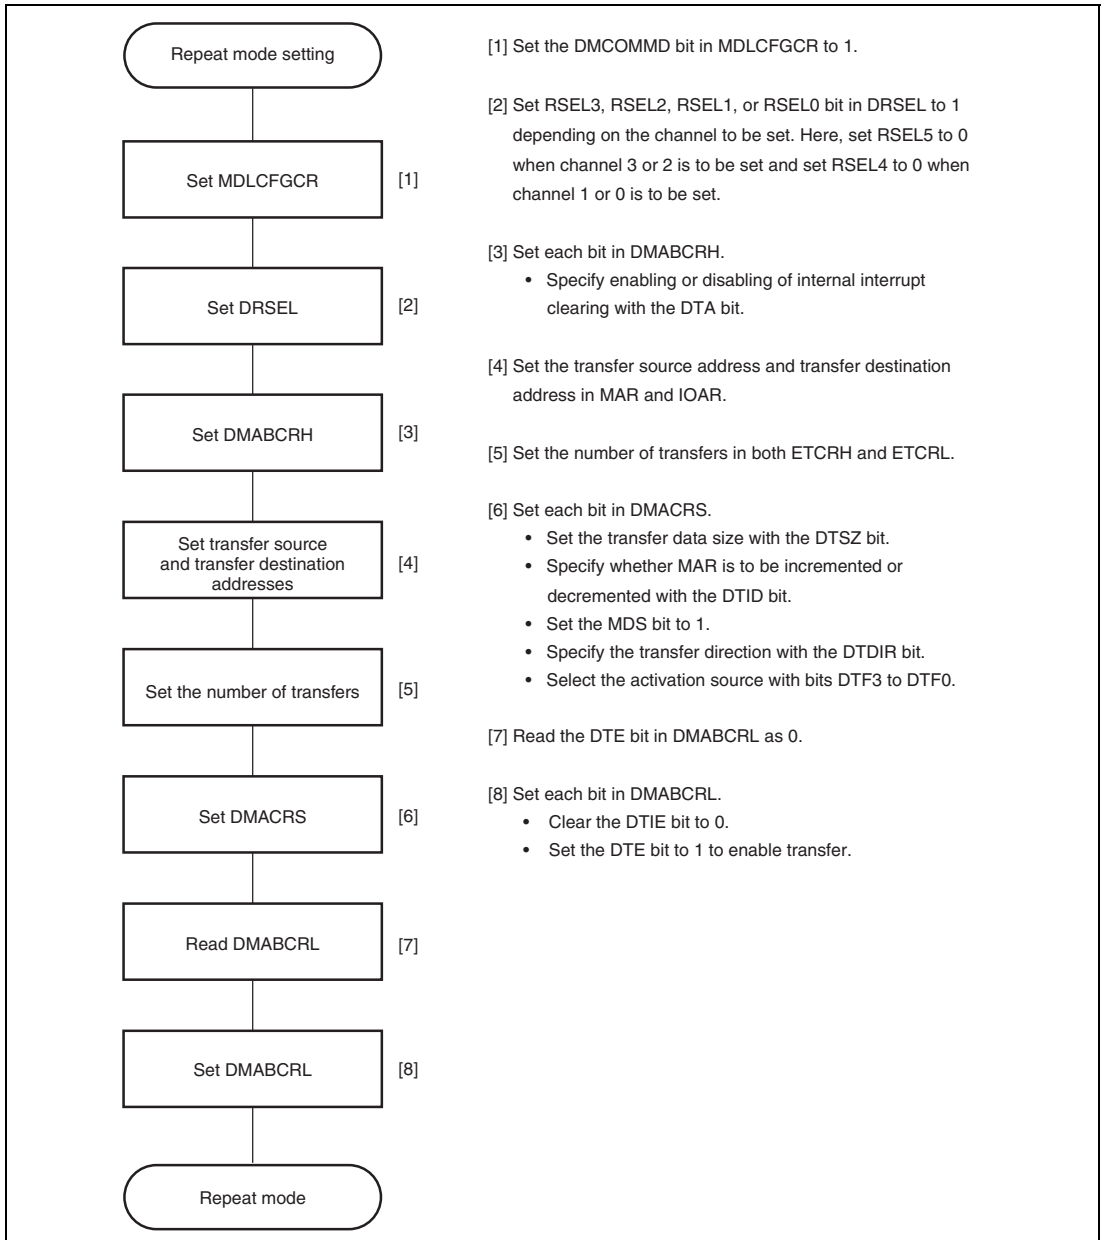 Repeat mode setting
Set MDLCFGCR
[1]
Set DRSEL
[2]
Set DMABCRH
[3]
Set transfer source
and transfer destination
addresses
[4]
Set the number of transfers
[5]
Set DMACRS
[6]
Read DMABCRL
[7]
Set DMABCRL
[8]
Repeat mode
[1] Set the DMCOMMD bit in MDLCFGCR to 1.
[2] Set RSEL3, RSEL2, RSEL1, or RSEL0 bit in DRSEL to 1
depending on the channel to be set. Here, set RSEL5 to 0
when channel 3 or 2 is to be set and set RSEL4 to 0 when
channel 1 or 0 is to be set.
[3] Set each bit in DMABCRH.
• Specify enabling or disabling of internal interrupt
clearing with the DTA bit.
[4] Set the transfer source address and transfer destination
address in MAR and IOAR.
[5] Set the number of transfers in both ETCRH and ETCRL.
[6] Set each bit in DMACRS.
• Set the transfer data size with the DTSZ bit.
• Specify whether MAR is to be incremented or
decremented with the DTID bit.
• Set the MDS bit to 1.
• Specify the transfer direction with the DTDIR bit.
• Select the activation source with bits DTF3 to DTF0.
[7] Read the DTE bit in DMABCRL as 0.
[8] Set each bit in DMABCRL.
• Clear the DTIE bit to 0.
• Set the DTE bit to 1 to enable transfer.